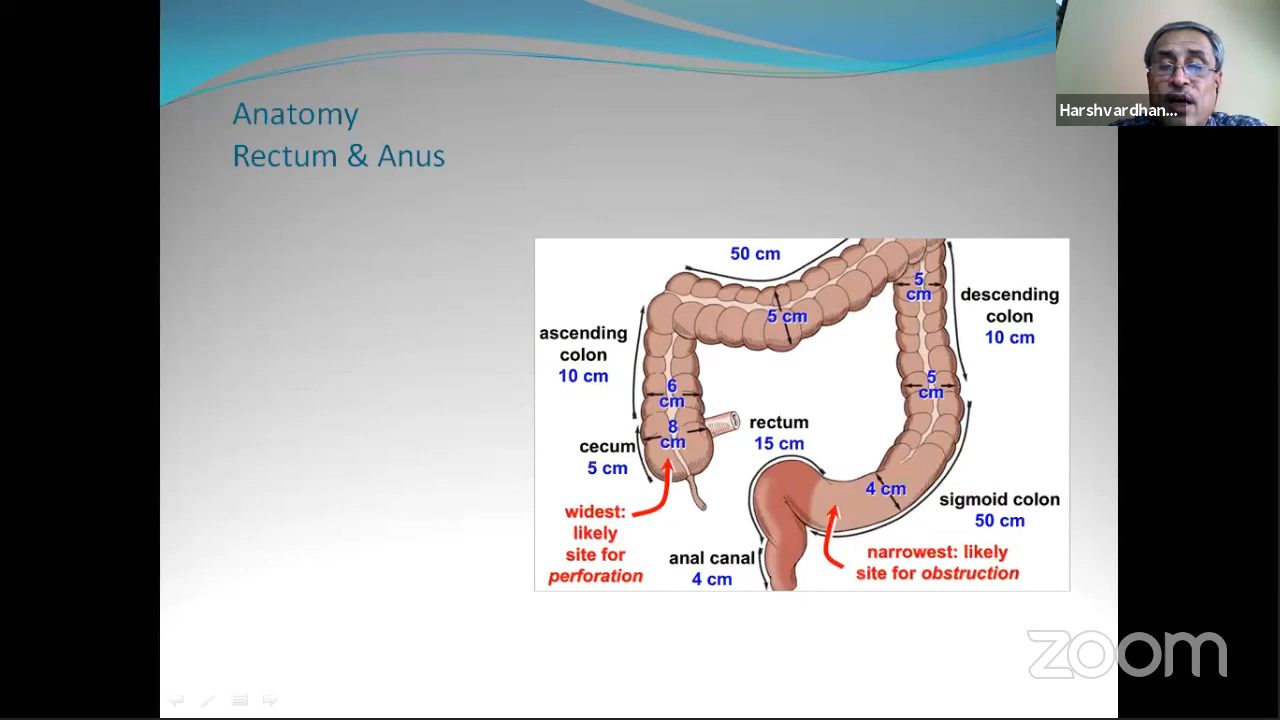 Anatomy
Rectum & Anus
Harshvardhan...
50 cm
5
cm
descending
colon
10 cm
5 cm
ascending
colon
10 cm
6
cm
5
cm
8
cm
rectum
15 cm
cecum
5 cm
4 cm
sigmoid colon
50 cm
widest:
likely
site for
perforation
anal canal
4 cm
narrowest: likely
site for obstruction
zoom